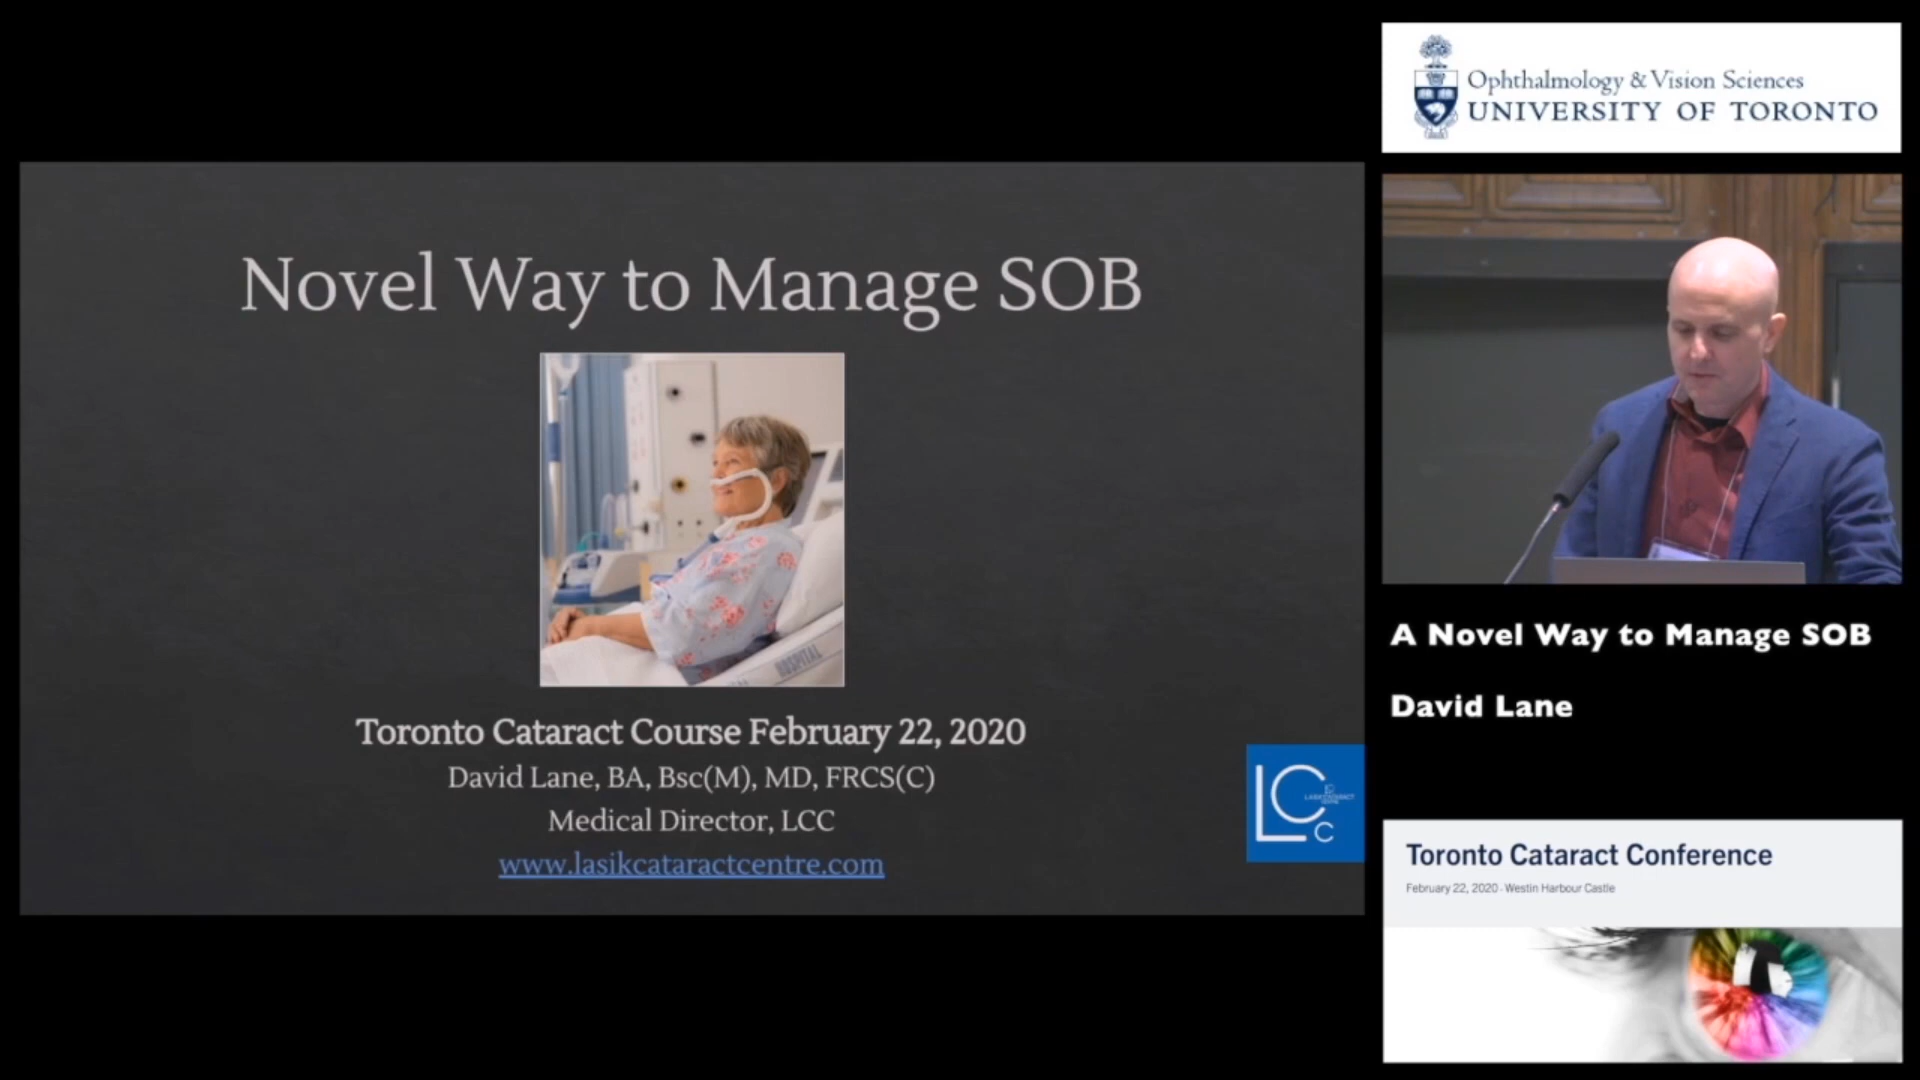 Novel Way to Manage SOB
HOSPITAL
Toronto Cataract Course February 22, 2020
David Lane, BA, Bsc(M), MD, FRCS(C)
Medical Director, LCC
www.lasikcataractcentre.com
LCC
Ophthalmology & Vision Sciences
UNIVERSITY OF TORONTO
A Novel Way to Manage SOB
David Lane
Toronto Cataract Conference
February 22, 2020 - Westin Harbour Castle